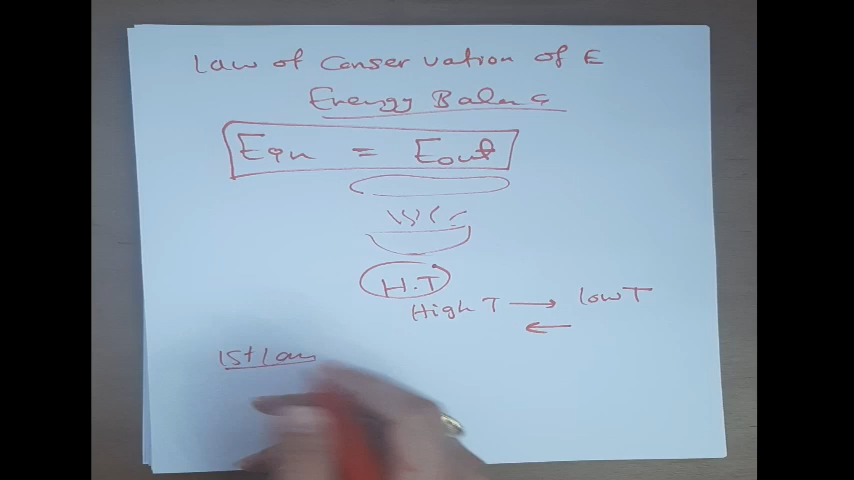 Law of Conservation of E
Energy Balance
Ein = Eout
H.T
High T → low T
←
1st law